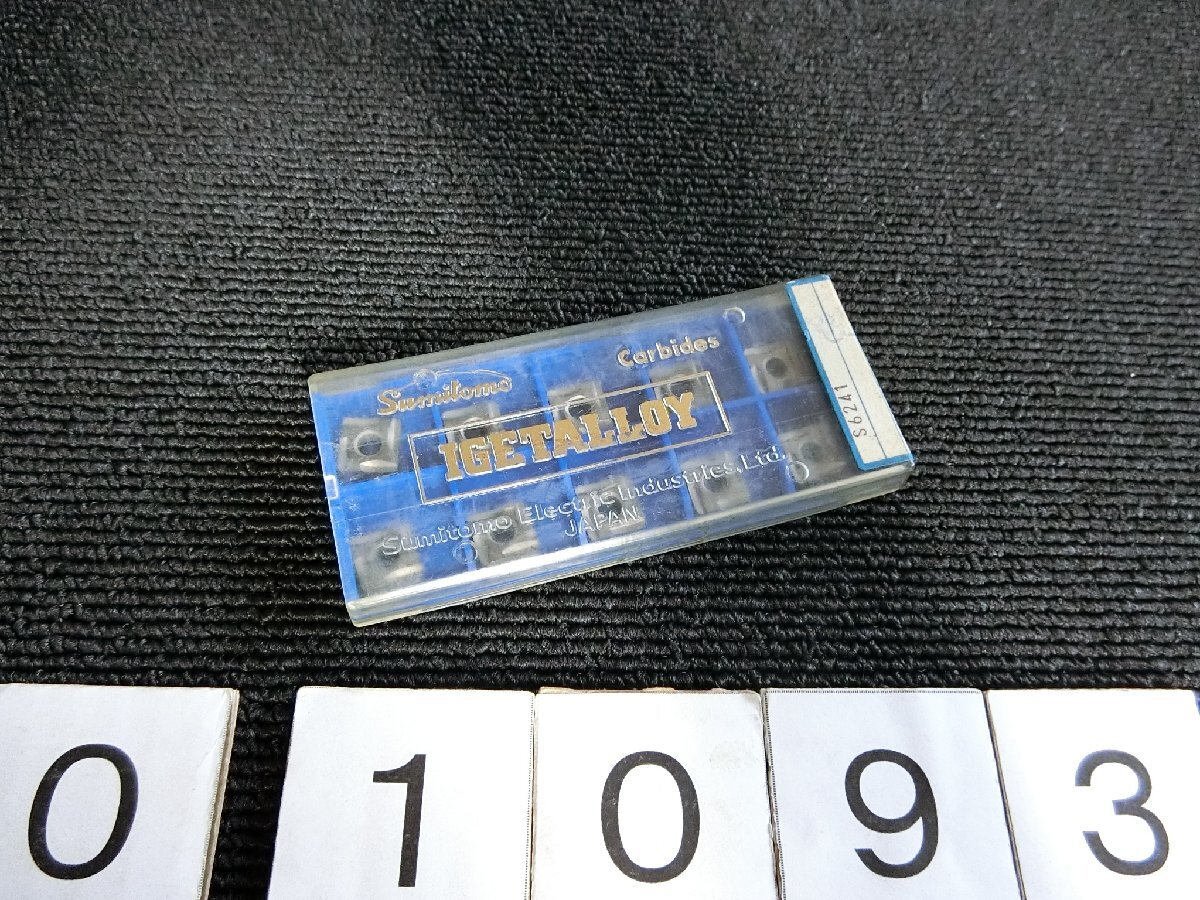 Sumitomo
Carbides
IGETALLOY
Sumitomo Electric Industries, Ltd.
JAPAN
S6241
0 1 0 9 3